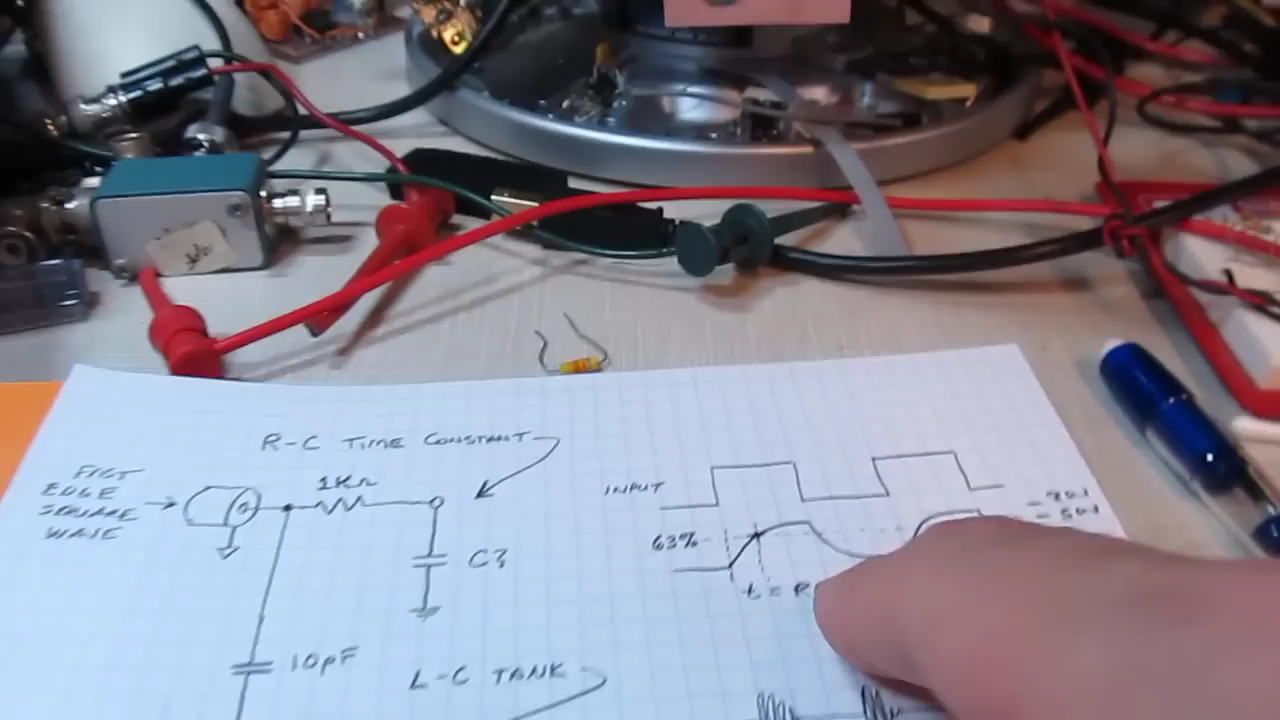 R-C TIME CONSTANT
FAST
EDGE
SQUARE
WAVE
1KΩ
C?
10pF
L-C TANK
INPUT
63%
t = R